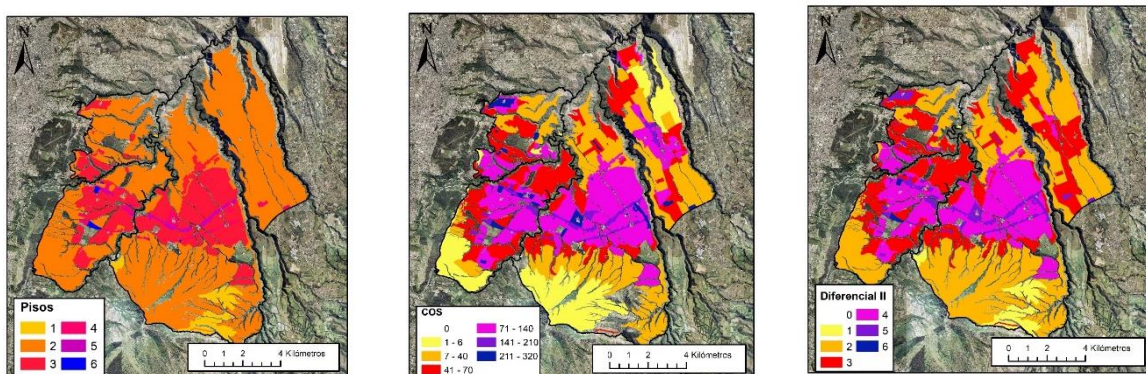 N
Pisos
1 4
2 5
3 6
0 1 2 4 Kilómetros
N
COS
0 71 - 140
1 - 6 141 - 210
7 - 40 211 - 320
41 - 70
0 1 2 4 Kilómetros
N
Diferencial II
0 4
1 5
2 6
3
0 1 2 4 Kilómetros